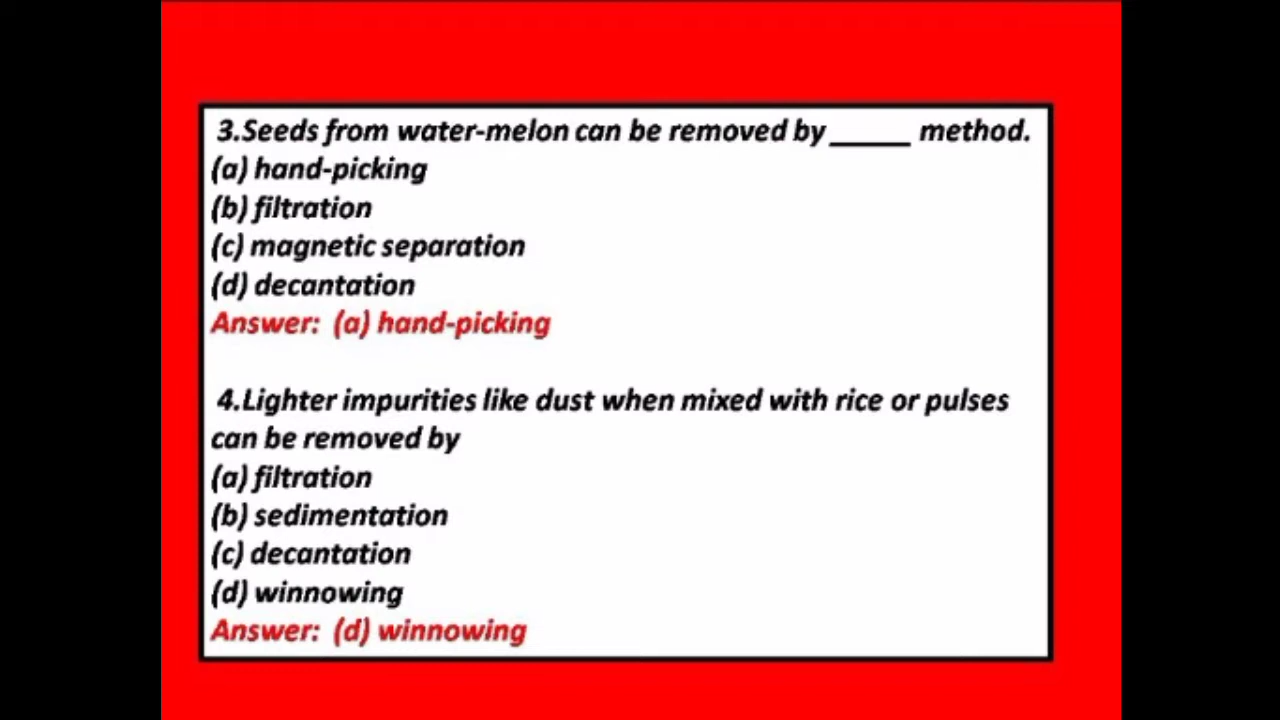 3.Seeds from water-melon can be removed by _____ method.
(a) hand-picking
(b) filtration
(c) magnetic separation
(d) decantation
Answer: (a) hand-picking
4.Lighter impurities like dust when mixed with rice or pulses
can be removed by
(a) filtration
(b) sedimentation
(c) decantation
(d) winnowing
Answer: (d) winnowing